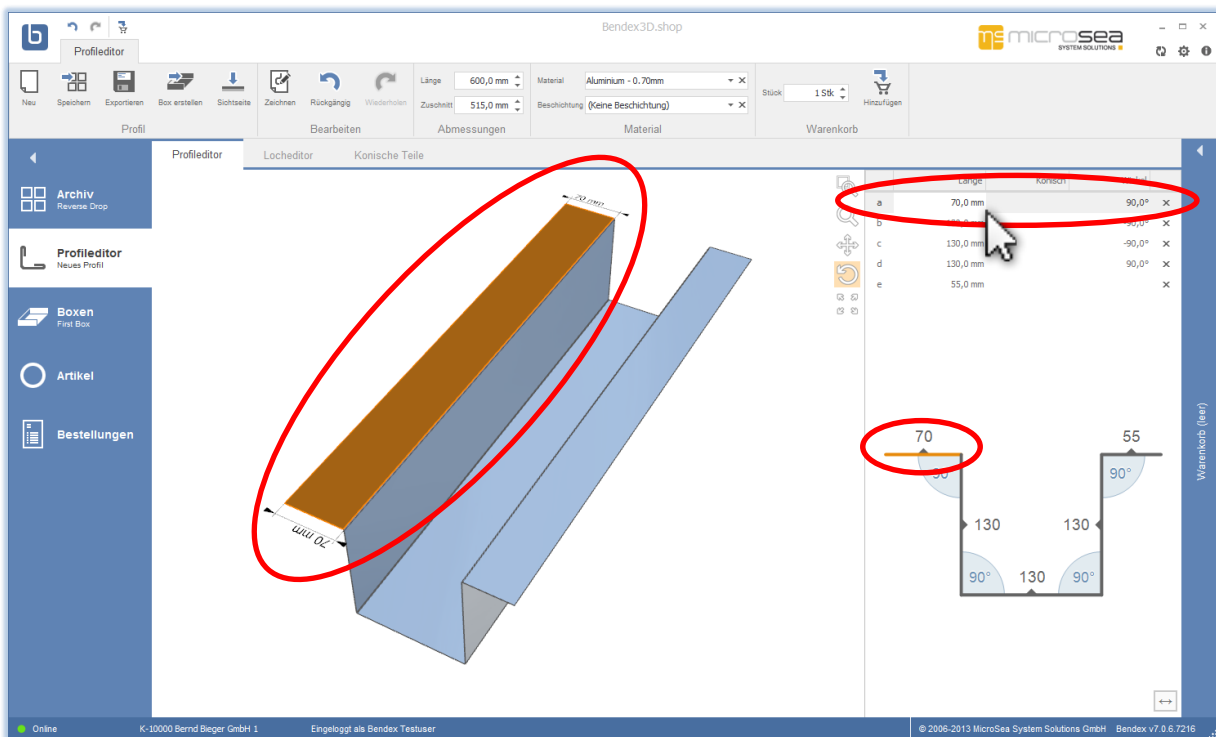 Bendex3D.shop
ms microsea
SYSTEM SOLUTIONS
Profileditor
Neu
Speichern
Exportieren
Box erstellen
Sichtseite
Zeichnen
Rückgängig
Wiederholen
Länge 600,0 mm
Zuschnitt 515,0 mm
Material Aluminium - 0.70mm
Beschichtung (Keine Beschichtung)
Stück 1 Stk
Hinzufügen
Profil
Bearbeiten
Abmessungen
Material
Warenkorb
Profileditor
Locheditor
Konische Teile
Archiv
Reverse Drop
Profileditor
Neues Profil
Boxen
First Box
Artikel
Bestellungen
70 mm
70 mm
Länge Konisch
a 70,0 mm 90,0° ×
b -90,0° ×
c 130,0 mm -90,0° ×
d 130,0 mm 90,0° ×
e 55,0 mm ×
70
55
90°
90°
130
130
90°
130
90°
Warenkorb (leer)
Online
K-10000 Bernd Bieger GmbH 1
Eingeloggt als Bendex Testuser
© 2006-2013 MicroSea System Solutions GmbH
Bendex v7.0.6.7216